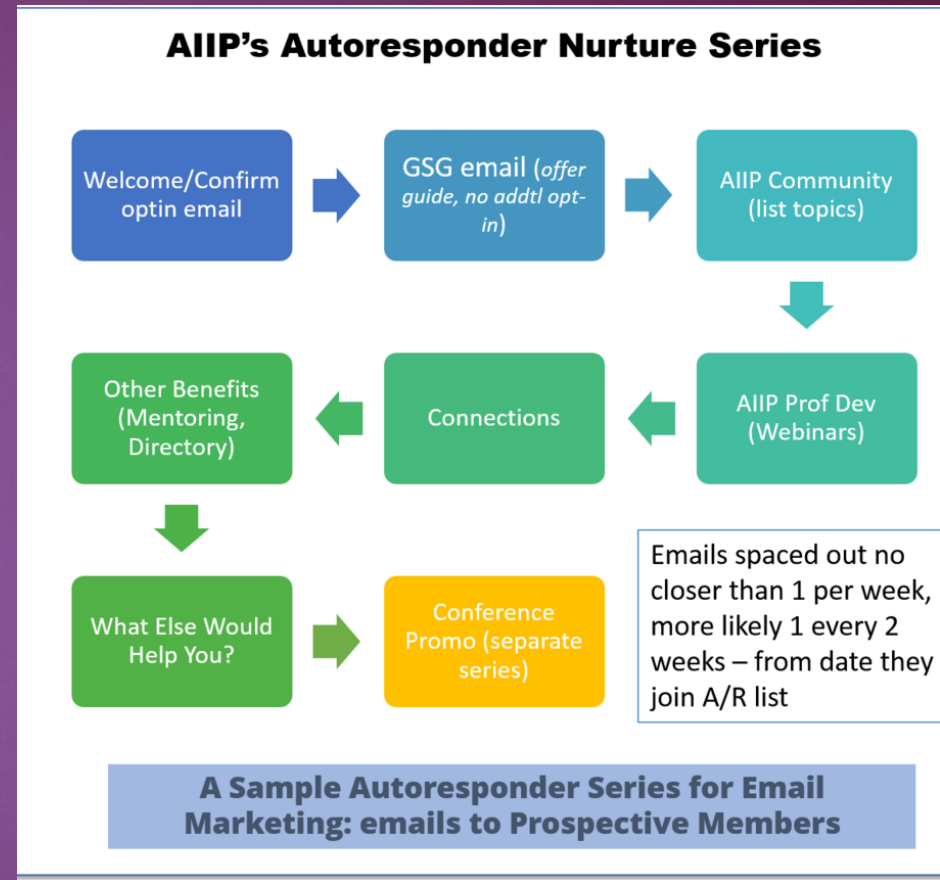 AIIP's Autoresponder Nurture Series
Welcome/Confirm
optin email
GSG email (offer
guide, no addtl opt-
in)
AIIP Community
(list topics)
Other Benefits
(Mentoring,
Directory)
Connections
AIIP Prof Dev
(Webinars)
What Else Would
Help You?
Conference
Promo (separate
series)
Emails spaced out no
closer than 1 per week,
more likely 1 every 2
weeks – from date they
join A/R list
A Sample Autoresponder Series for Email
Marketing: emails to Prospective Members